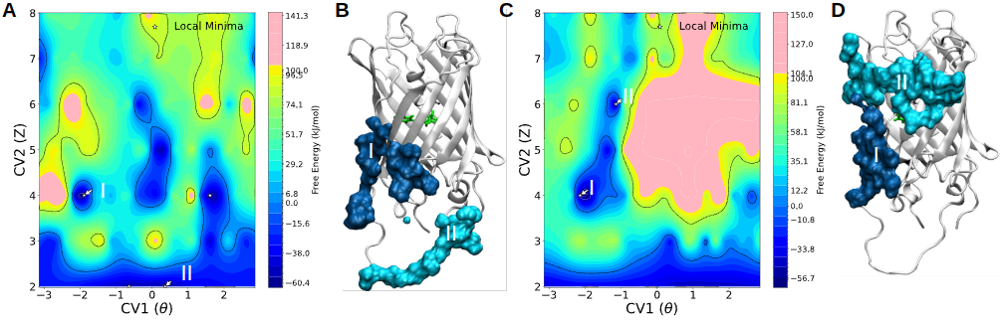 A
8
7
6
5
4
3
2
CV2 (Z)
−3
−2
−1
0
1
2
CV1 (θ)
☆ Local Minima
I
II
141.3
118.9
100.0
96.5
74.1
51.7
29.2
6.8
0.0
−15.6
−38.0
−60.4
Free Energy (kJ/mol)
B
I
II
C
8
7
6
5
4
3
2
−3
−2
−1
0
1
2
CV1 (θ)
☆ Local Minima
II
I
150.0
127.0
104.1
81.1
58.1
35.1
12.2
0.0
−10.8
−33.8
−56.7
Free Energy (kJ/mol)
D
II
I